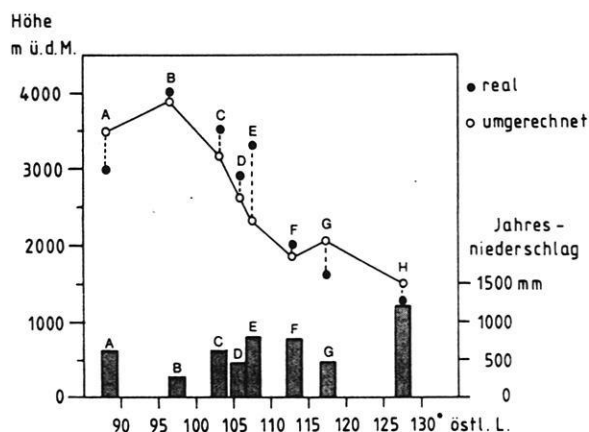 Höhe
m ü.d.M.
4000
3000
2000
1000
0
A
B
C
D
E
F
G
H
● real
○ umgerechnet
Jahres-
niederschlag
1500 mm
1000
500
0
A
B
C
D
E
F
G
90 95 100 105 110 115 120 125 130° östl. L.